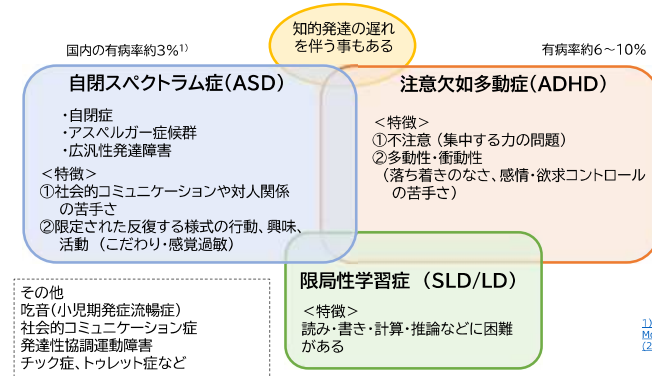 知的発達の遅れ
を伴う事もある
国内の有病率約3%1)
有病率約6～10%
自閉スペクトラム症(ASD)
・自閉症
・アスペルガー症候群
・広汎性発達障害
＜特徴＞
①社会的コミュニケーションや対人関係
の苦手さ
②限定された反復する様式の行動、興味、
活動 （こだわり・感覚過敏）
注意欠如多動症(ADHD)
＜特徴＞
①不注意 （集中する力の問題）
②多動性・衝動性
（落ち着きのなさ、感情・欲求コントロール
の苦手さ）
限局性学習症 （SLD/LD)
＜特徴＞
読み・書き・計算・推論などに困難
がある
その他
吃音(小児期発症流暢症)
社会的コミュニケーション症
発達性協調運動障害
チック症、トゥレット症など
1)
(2